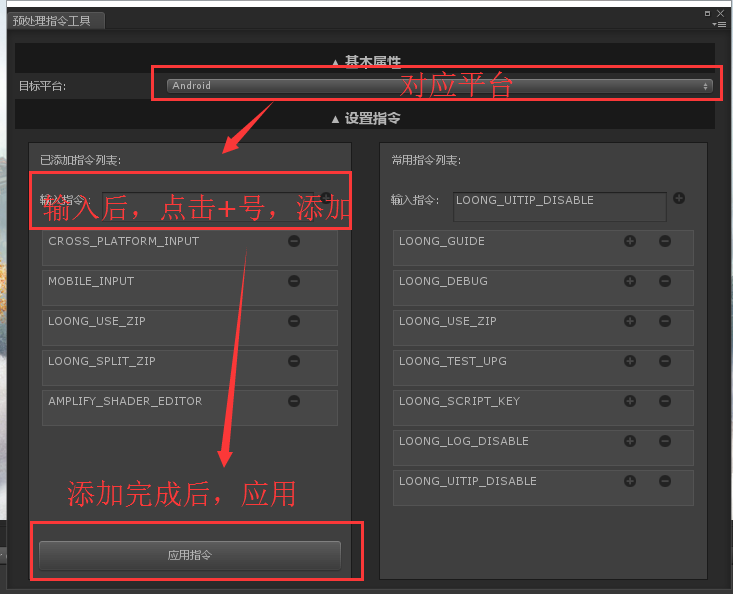 预处理指令工具
▲ 基本属性
目标平台:
Android
对应平台
▲ 设置指令
已添加指令列表:
输入指令:
输入后，点击+号，添加
CROSS_PLATFORM_INPUT
MOBILE_INPUT
LOONG_USE_ZIP
LOONG_SPLIT_ZIP
AMPLIFY_SHADER_EDITOR
添加完成后，应用
应用指令
常用指令列表:
输入指令:
LOONG_UITIP_DISABLE
LOONG_GUIDE
LOONG_DEBUG
LOONG_USE_ZIP
LOONG_TEST_UPG
LOONG_SCRIPT_KEY
LOONG_LOG_DISABLE
LOONG_UITIP_DISABLE